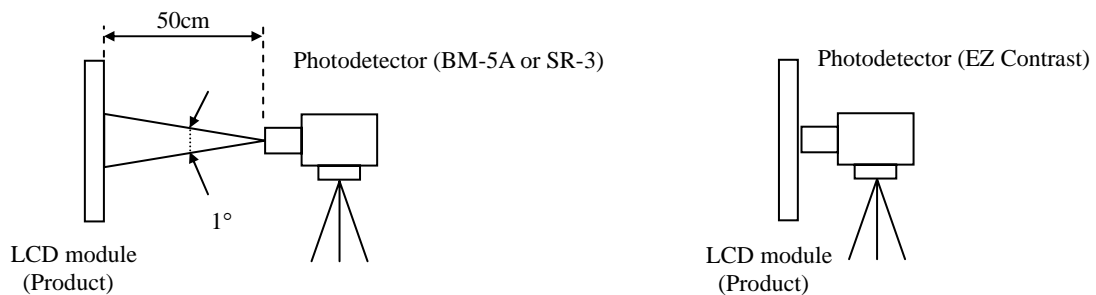 50cm
Photodetector (BM-5A or SR-3)
1°
LCD module
(Product)
Photodetector (EZ Contrast)
LCD module
(Product)